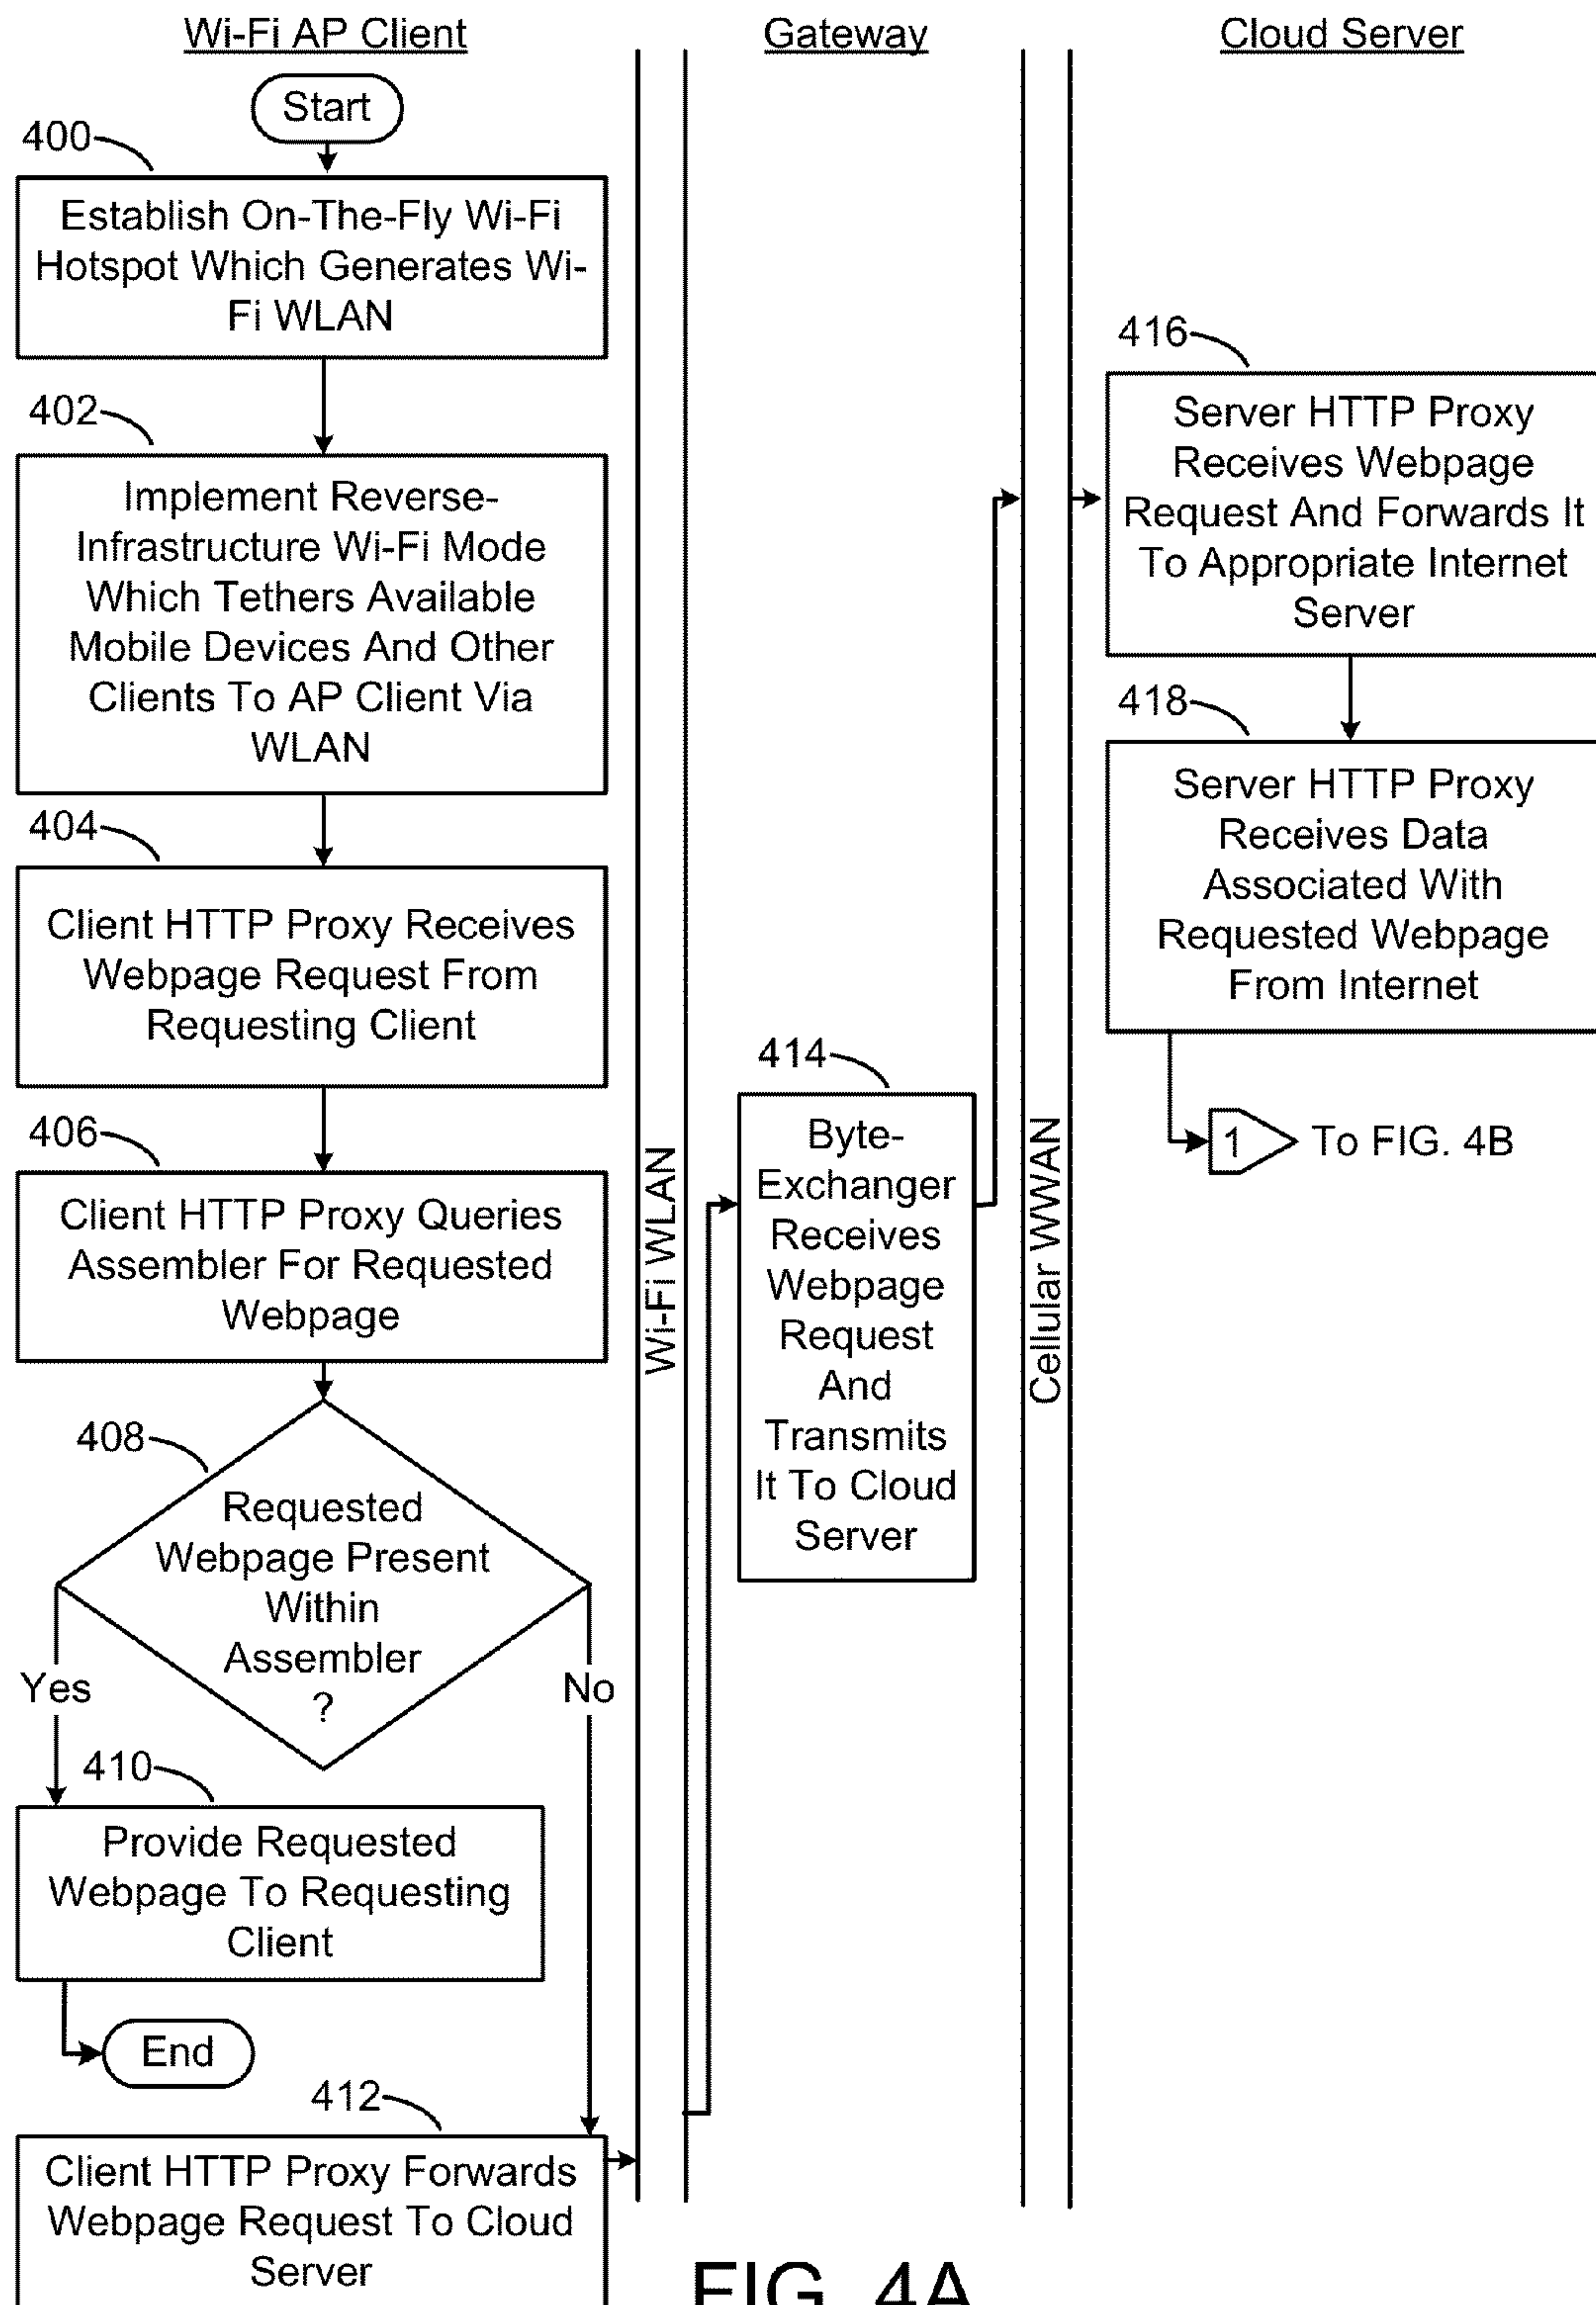 Wi-Fi AP Client
Gateway
Cloud Server
Start
400
Establish On-The-Fly Wi-Fi
Hotspot Which Generates Wi-
Fi WLAN
402
Implement Reverse-
Infrastructure Wi-Fi Mode
Which Tethers Available
Mobile Devices And Other
Clients To AP Client Via
WLAN
404
Client HTTP Proxy Receives
Webpage Request From
Requesting Client
406
Client HTTP Proxy Queries
Assembler For Requested
Webpage
408
Requested
Webpage Present
Within
Assembler
?
Yes
No
410
Provide Requested
Webpage To Requesting
Client
End
412
Client HTTP Proxy Forwards
Webpage Request To Cloud
Server
Wi-Fi WLAN
414
Byte-
Exchanger
Receives
Webpage
Request
And
Transmits
It To Cloud
Server
Cellular WWAN
416
Server HTTP Proxy
Receives Webpage
Request And Forwards It
To Appropriate Internet
Server
418
Server HTTP Proxy
Receives Data
Associated With
Requested Webpage
From Internet
1
To FIG. 4B
FIG. 4A